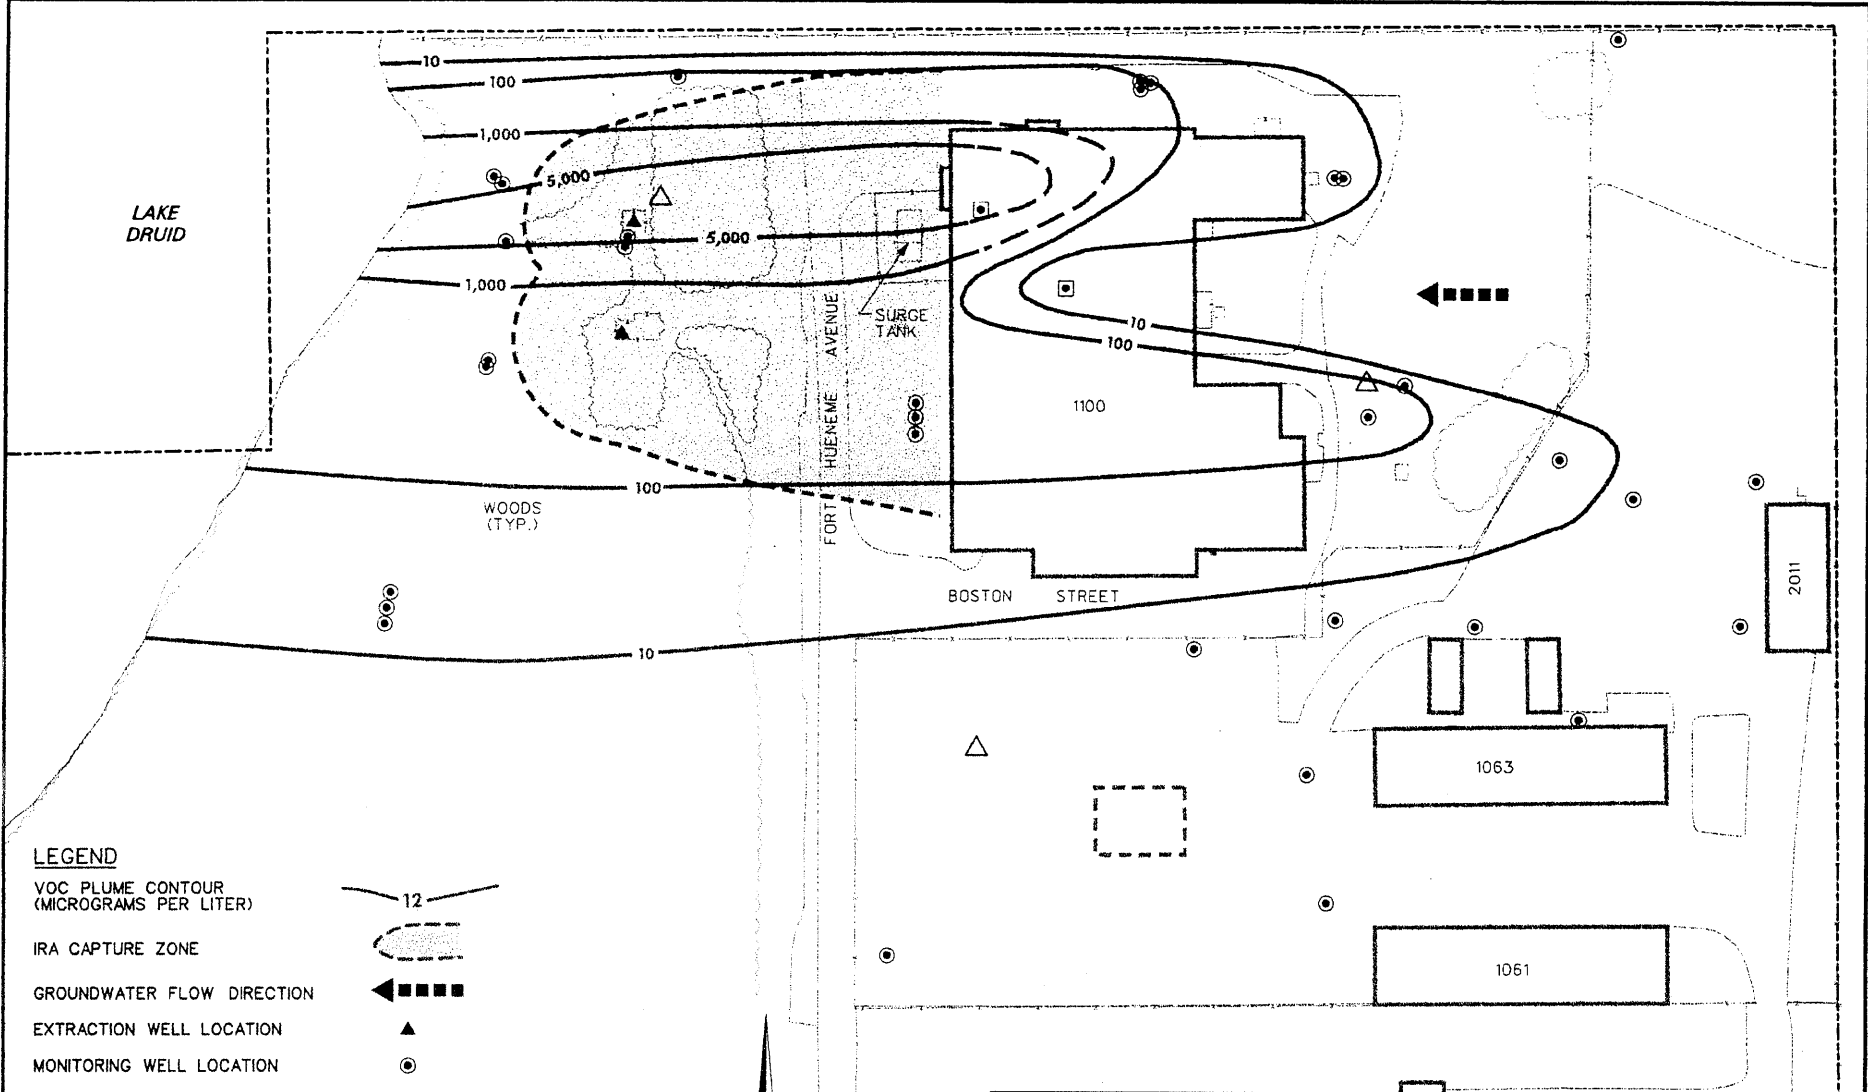 10
100
1,000
5,000
LAKE
DRUID
5,000
1,000
SURGE
TANK
10
100
FORT HUENEME AVENUE
1100
100
WOODS
(TYP.)
BOSTON STREET
2011
10
1063
1061
LEGEND
VOC PLUME CONTOUR
(MICROGRAMS PER LITER)
12
IRA CAPTURE ZONE
GROUNDWATER FLOW DIRECTION
EXTRACTION WELL LOCATION
MONITORING WELL LOCATION